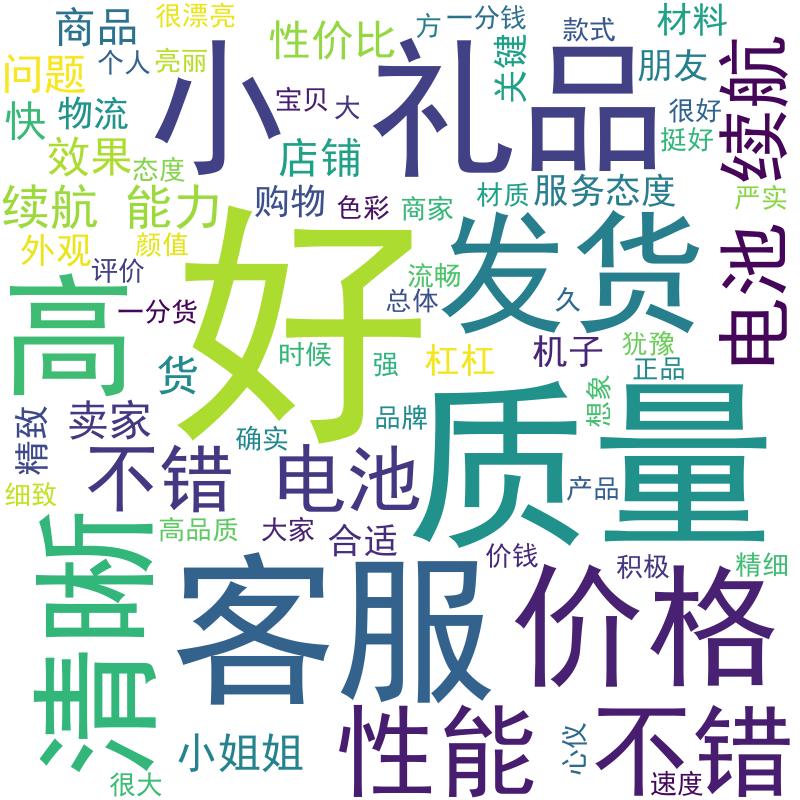 很漂亮
商品
性价比
方
一分钱
款式
材料
问题
个人
亮丽
小
礼品
关键
朋友
续航
快
物流
宝贝
大
很好
挺好
效果
态度
店铺
续航 能力
购物
色彩
商家
材质
服务态度
严实
外观
颜值
好
发货
电池
评价
流畅
高
一分货
总体
久
时候
强
杠杠
机子
犹豫
货
正品
想象
精致
卖家
确实
品牌
质量
不错
电池
细致
产品
高品质
大家
合适
清晰
客服
价钱
积极
精细
价格
小姐姐
性能
心仪
不错
很大
速度